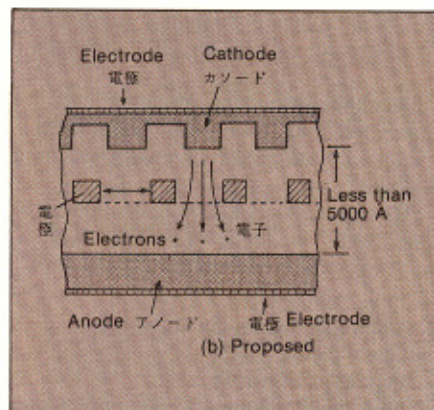 Electrode
電極
Cathode
カソード
電極
Less than
5000 A
Electrons
電子
Anode アノード
電極 Electrode
(b) Proposed